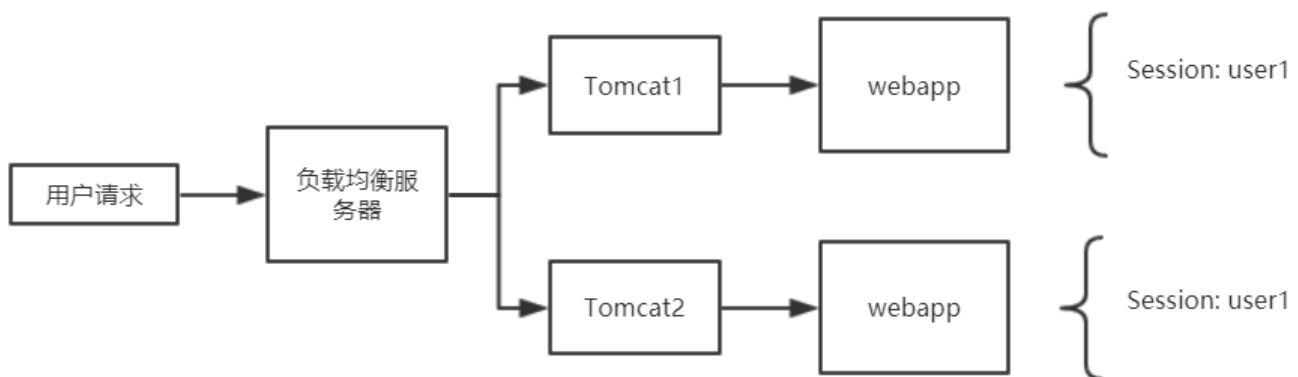 用户请求
负载均衡服
务器
Tomcat1
webapp
Session: user1
Tomcat2
webapp
Session: user1